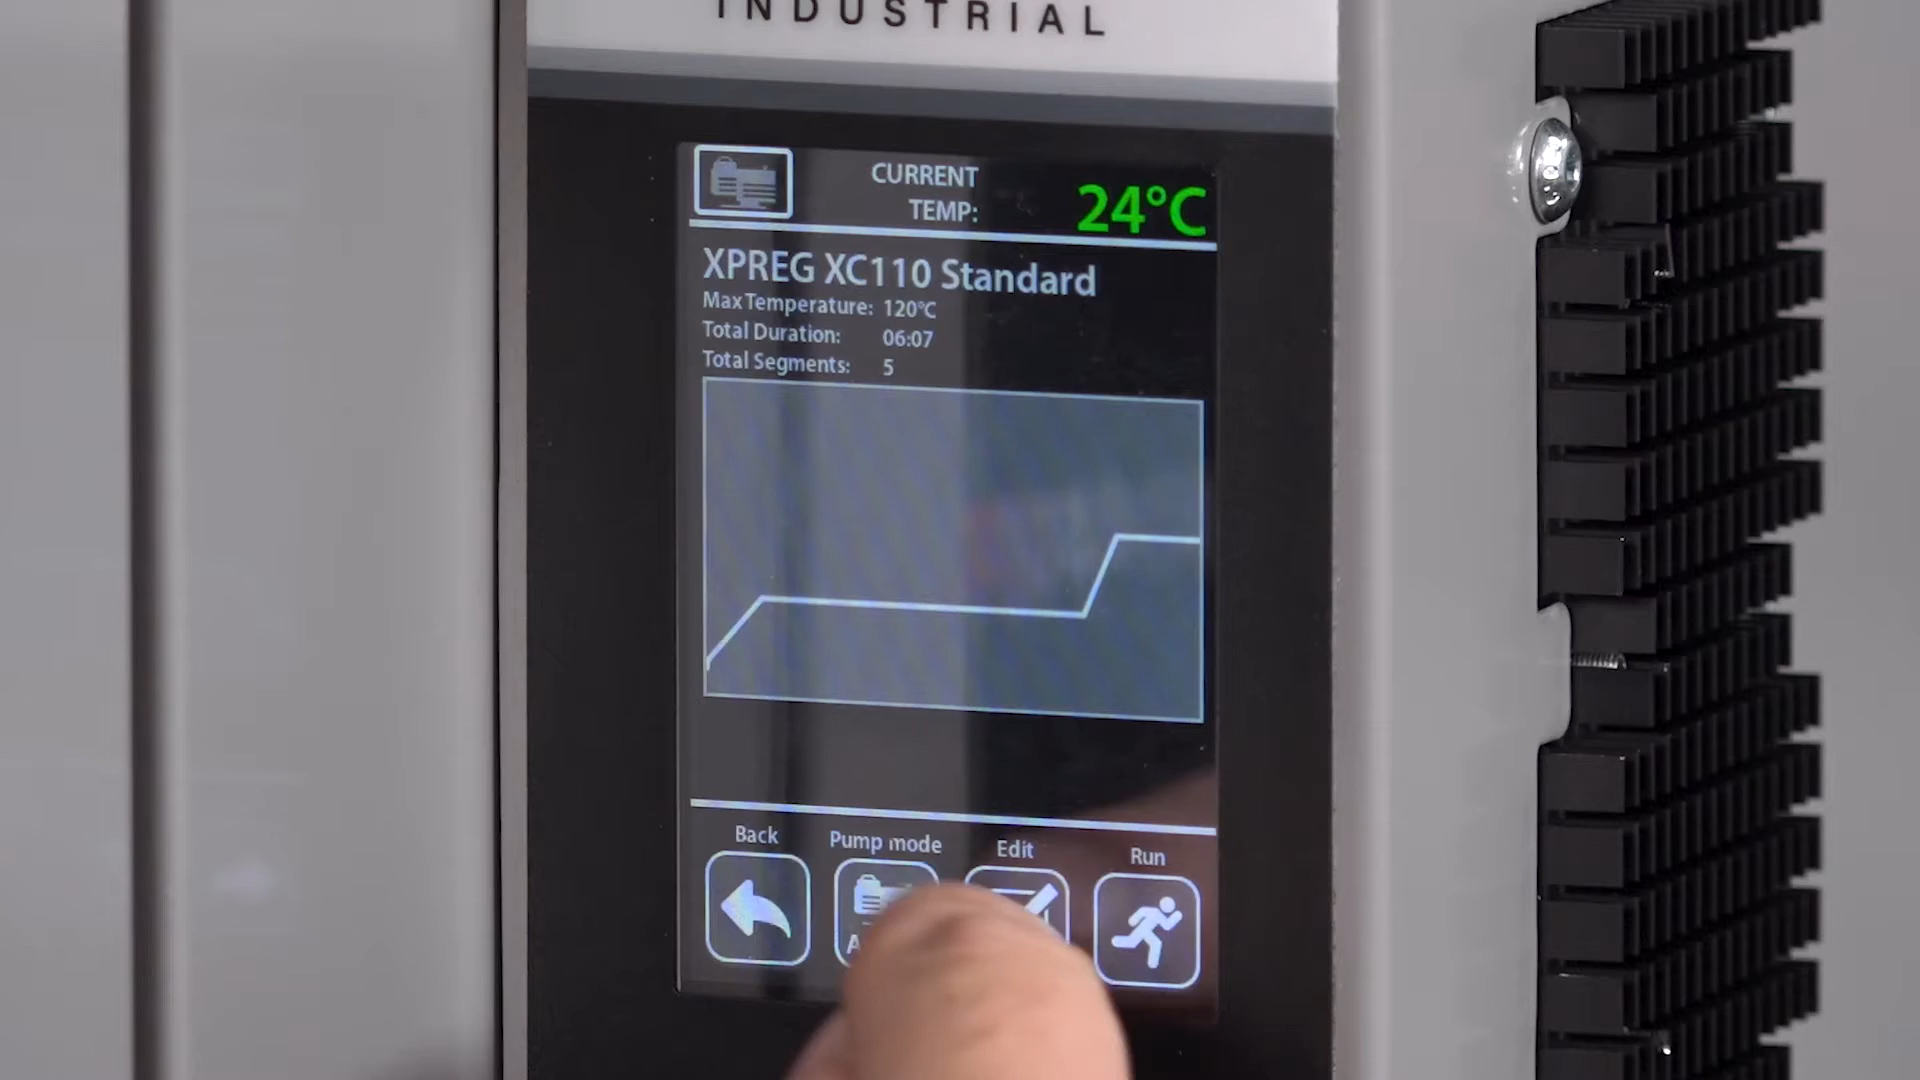 INDUSTRIAL
CURRENT
TEMP:
24°C
XPREG XC110 Standard
Max Temperature: 120°C
Total Duration: 06:07
Total Segments: 5
Back
Pump mode
Edit
Run